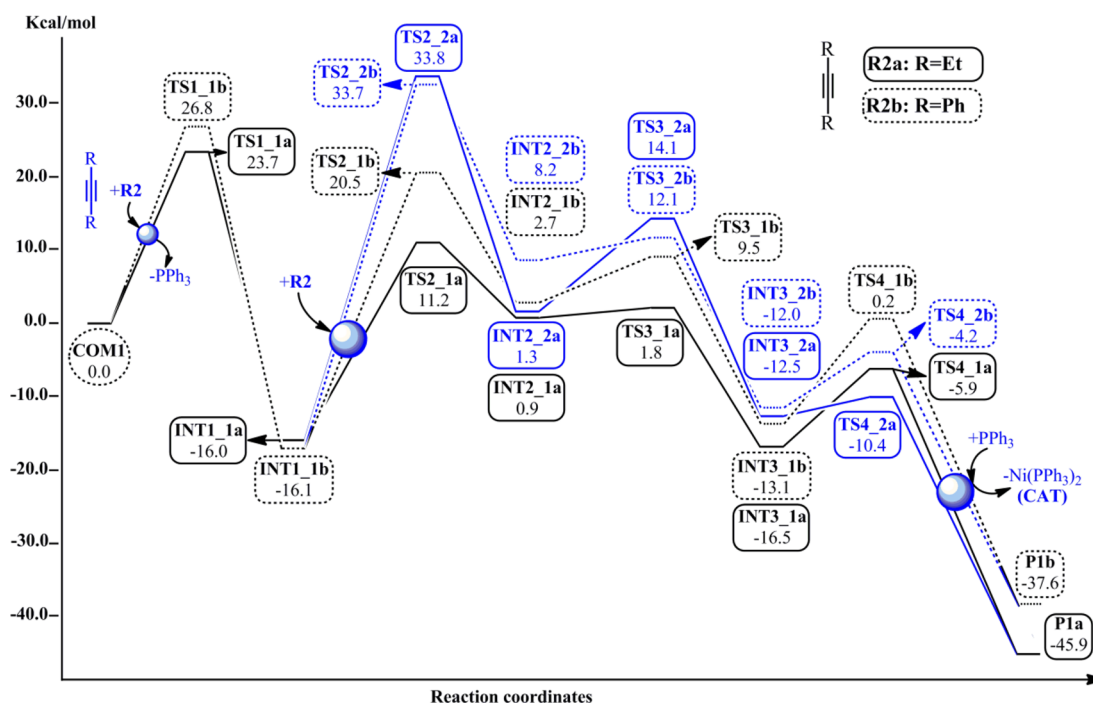 Kcal/mol
30.0
20.0
10.0
0.0
-10.0
-20.0
-30.0
-40.0
COM1
0.0
R
R
+R2
-PPh3
TS1_1b
26.8
TS1_1a
23.7
INT1_1a
-16.0
INT1_1b
-16.1
+R2
TS2_2a
33.8
TS2_2b
33.7
TS2_1b
20.5
TS2_1a
11.2
INT2_2b
8.2
INT2_1b
2.7
INT2_2a
1.3
INT2_1a
0.9
TS3_2a
14.1
TS3_2b
12.1
TS3_1b
9.5
TS3_1a
1.8
INT3_2b
-12.0
INT3_2a
-12.5
INT3_1b
-13.1
INT3_1a
-16.5
TS4_1b
0.2
TS4_2b
-4.2
TS4_1a
-5.9
TS4_2a
-10.4
+PPh3
-Ni(PPh3)2
(CAT)
P1b
-37.6
P1a
-45.9
R
R
R2a: R=Et
R2b: R=Ph
Reaction coordinates